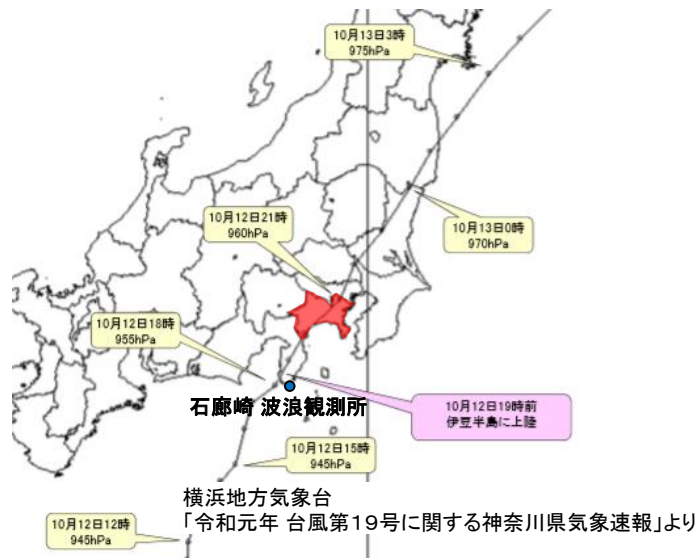 10月13日3時
975hPa
10月12日21時
960hPa
10月13日0時
970hPa
10月12日18時
955hPa
石廊崎 波浪観測所
10月12日19時前
伊豆半島に上陸
10月12日15時
945hPa
横浜地方気象台
「令和元年 台風第19号に関する神奈川県気象速報」より
10月12日12時
945hPa